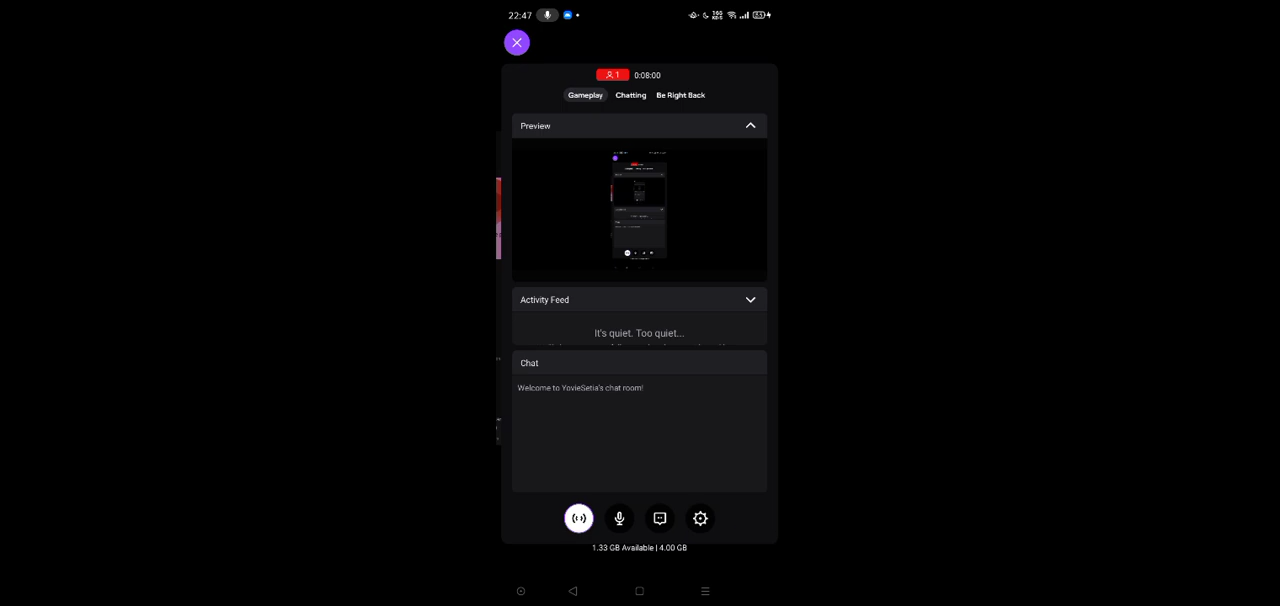 22:47
1 0:08:00
Gameplay Chatting Be Right Back
Preview
Activity Feed
It's quiet. Too quiet...
Chat
Welcome to YovieSetia's chat room!
1.33 GB Available | 4.00 GB